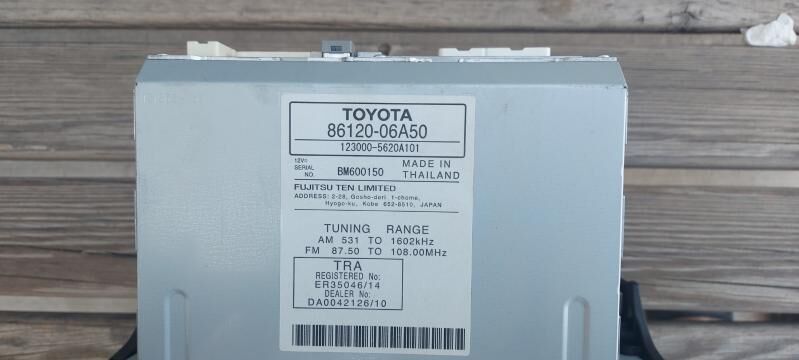 TOYOTA
86120-06A50
123000-5620A101
12V⎓
SERIAL NO. BM600150
MADE IN THAILAND
FUJITSU TEN LIMITED
ADDRESS: 2-28, Gosho-dori 1-chome,
Hyogo-ku, Kobe 652-8510, JAPAN
TUNING RANGE
AM 531 TO 1602kHz
FM 87.50 TO 108.00MHz
TRA
REGISTERED No:
ER35046/14
DEALER No:
DA0042126/10